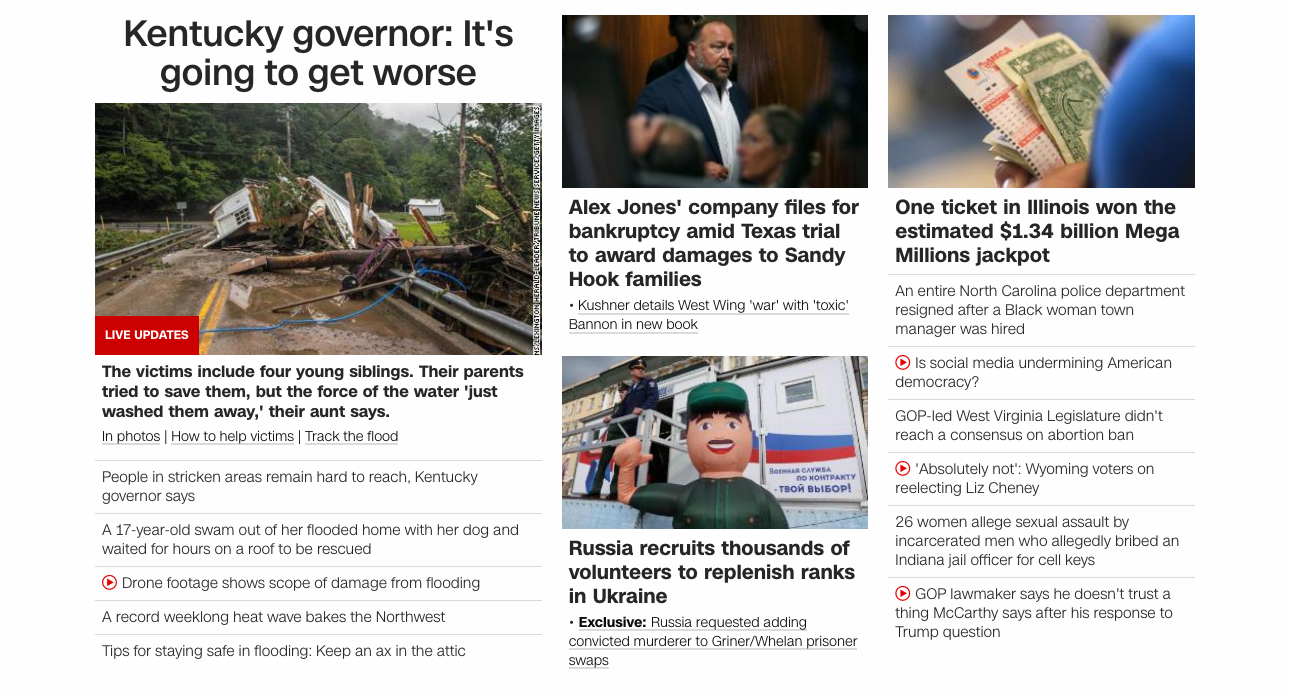 Kentucky governor: It's
going to get worse
LIVE UPDATES
The victims include four young siblings. Their parents
tried to save them, but the force of the water 'just
washed them away,' their aunt says.
In photos | How to help victims | Track the flood
People in stricken areas remain hard to reach, Kentucky
governor says
A 17-year-old swam out of her flooded home with her dog and
waited for hours on a roof to be rescued
Drone footage shows scope of damage from flooding
A record weeklong heat wave bakes the Northwest
Tips for staying safe in flooding: Keep an ax in the attic
Alex Jones' company files for
bankruptcy amid Texas trial
to award damages to Sandy
Hook families
• Kushner details West Wing 'war' with 'toxic'
Bannon in new book
ВОЕННАЯ СЛУЖБА
ПО КОНТРАКТУ
- ТВОЙ ВЫБОР!
Russia recruits thousands of
volunteers to replenish ranks
in Ukraine
• Exclusive: Russia requested adding
convicted murderer to Griner/Whelan prisoner
swaps
One ticket in Illinois won the
estimated $1.34 billion Mega
Millions jackpot
An entire North Carolina police department
resigned after a Black woman town
manager was hired
Is social media undermining American
democracy?
GOP-led West Virginia Legislature didn't
reach a consensus on abortion ban
'Absolutely not': Wyoming voters on
reelecting Liz Cheney
26 women allege sexual assault by
incarcerated men who allegedly bribed an
Indiana jail officer for cell keys
GOP lawmaker says he doesn't trust a
thing McCarthy says after his response to
Trump question